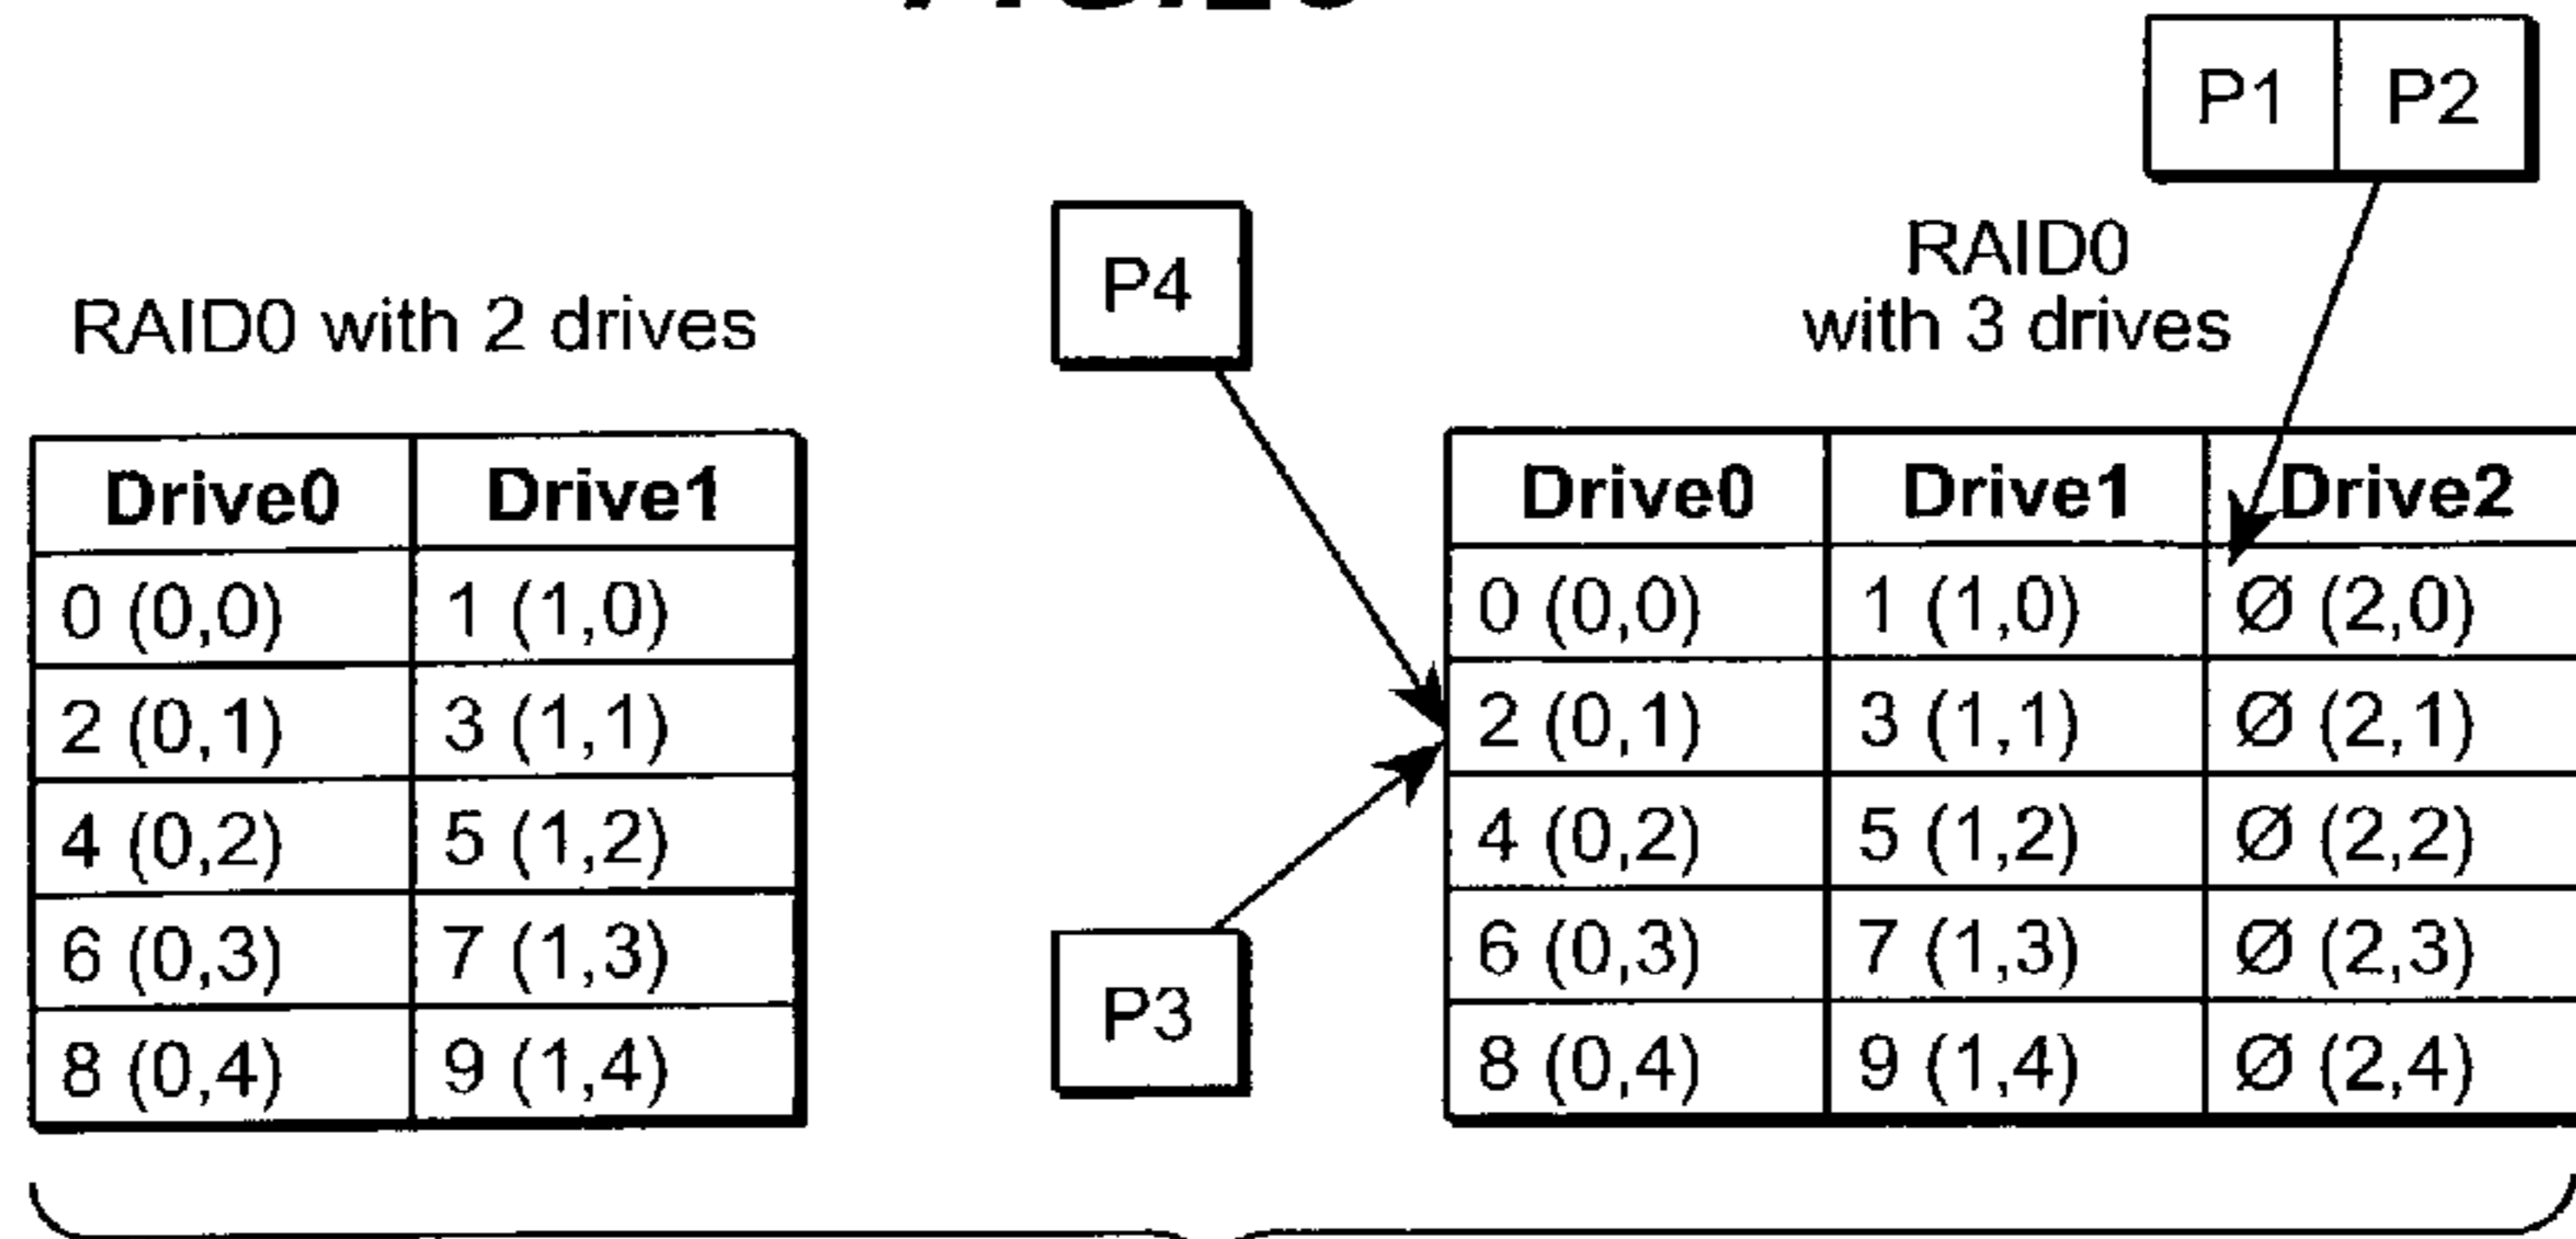 P1 P2
P4
RAID0
with 3 drives
RAID0 with 2 drives
Drive0 Drive1
0 (0,0) 1 (1,0)
2 (0,1) 3 (1,1)
4 (0,2) 5 (1,2)
6 (0,3) 7 (1,3)
8 (0,4) 9 (1,4)
P3
Drive0 Drive1 Drive2
0 (0,0) 1 (1,0) Ø (2,0)
2 (0,1) 3 (1,1) Ø (2,1)
4 (0,2) 5 (1,2) Ø (2,2)
6 (0,3) 7 (1,3) Ø (2,3)
8 (0,4) 9 (1,4) Ø (2,4)